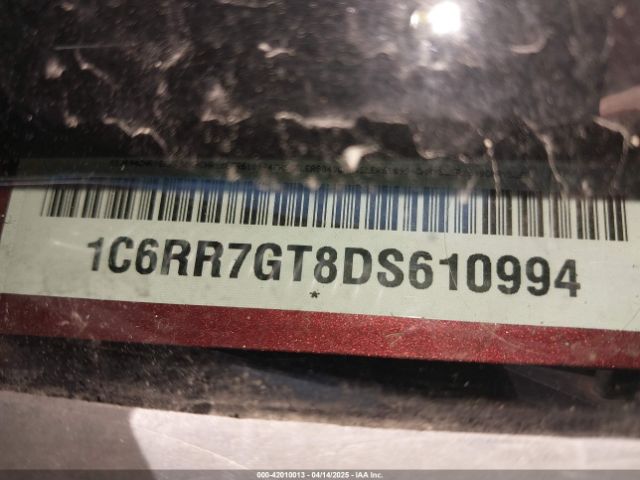 1C6RR7GT8DS610994
*
000-42010013 - 04/14/2025 - IAA Inc.